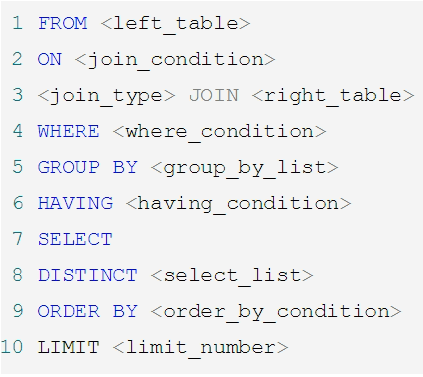 1 FROM <left_table>
2 ON <join_condition>
3 <join_type> JOIN <right_table>
4 WHERE <where_condition>
5 GROUP BY <group_by_list>
6 HAVING <having_condition>
7 SELECT
8 DISTINCT <select_list>
9 ORDER BY <order_by_condition>
10 LIMIT <limit_number>